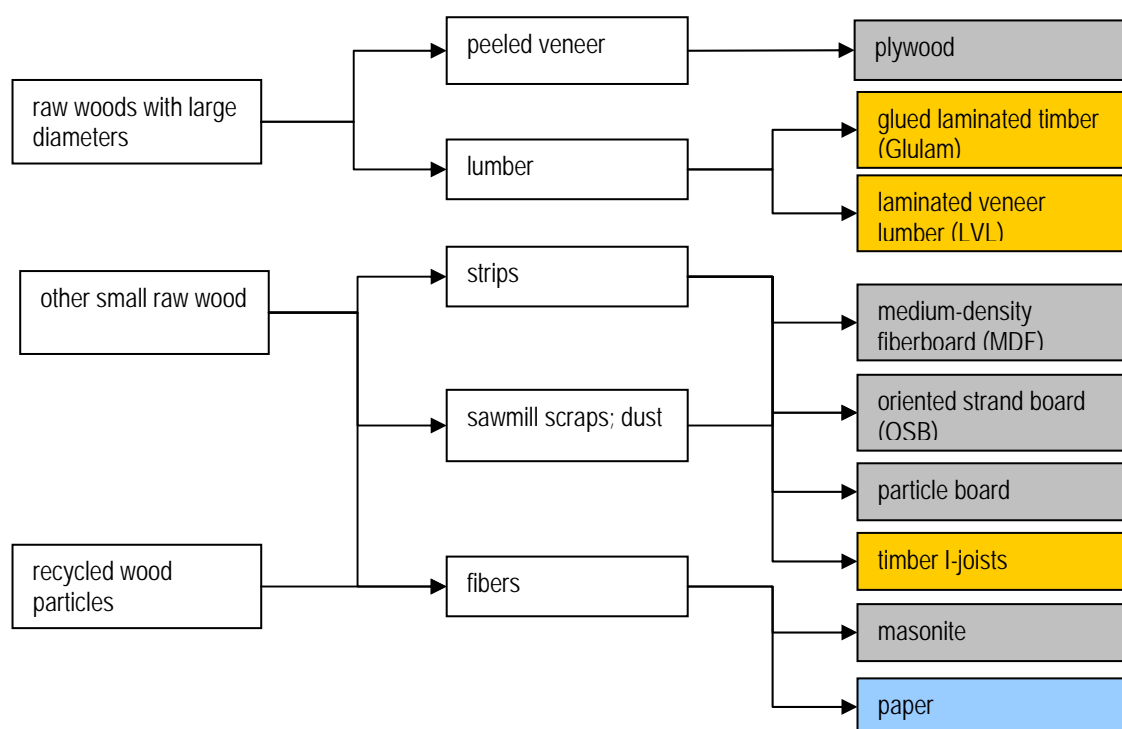 raw woods with large
diameters
other small raw wood
recycled wood
particles
peeled veneer
lumber
strips
sawmill scraps; dust
fibers
plywood
glued laminated timber
(Glulam)
laminated veneer
lumber (LVL)
medium-density
fiberboard (MDF)
oriented strand board
(OSB)
particle board
timber I-joists
masonite
paper